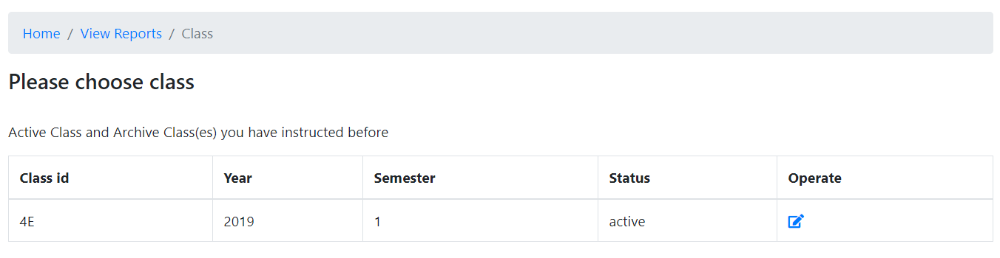 Home / View Reports / Class
Please choose class
Active Class and Archive Class(es) you have instructed before
Class id Year Semester Status Operate
4E 2019 1 active